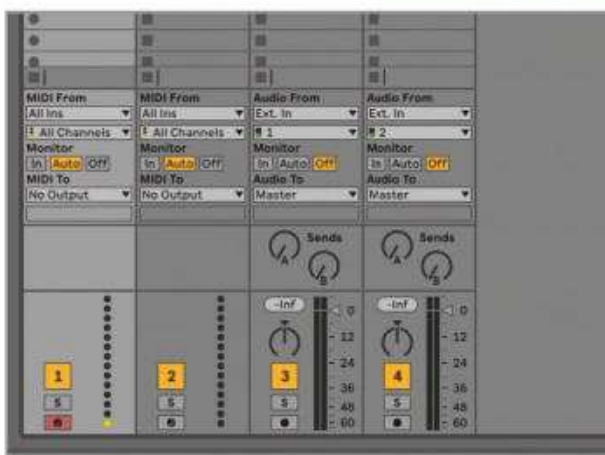 MIDI From
All Ins
All Channels
Monitor
In Auto Off
MIDI To
No Output
MIDI From
All Ins
All Channels
Monitor
In Auto Off
MIDI To
No Output
Audio From
Ext. In
1
Monitor
In Auto Off
Audio To
Master
Audio From
Ext. In
2
Monitor
In Auto Off
Audio To
Master
Sends
A
B
Sends
A
B
1
S
2
S
-Inf
0
12
24
36
48
60
3
S
-Inf
0
12
24
36
48
60
4
S